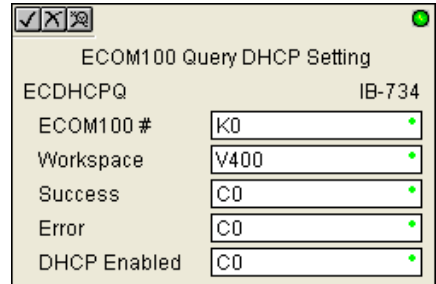 ECOM100 Query DHCP Setting
ECDHCPQ IB-734
ECOM100 # K0
Workspace V400
Success C0
Error C0
DHCP Enabled C0